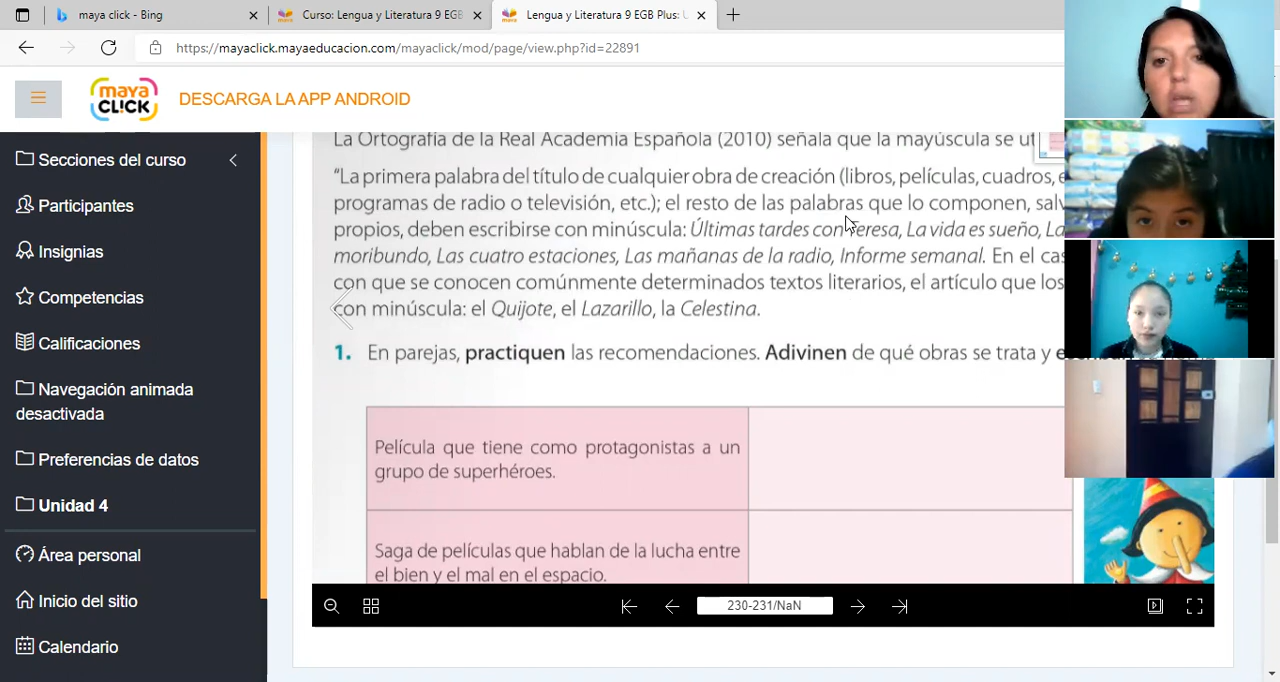 maya click - Bing
Curso: Lengua y Literatura 9 EGB
Lengua y Literatura 9 EGB Plus: U
https://mayaclick.mayaeducacion.com/mayaclick/mod/page/view.php?id=22891
maya CLICK
DESCARGA LA APP ANDROID
Secciones del curso
Participantes
Insignias
Competencias
Calificaciones
Navegación animada
desactivada
Preferencias de datos
Unidad 4
Área personal
Inicio del sitio
Calendario
La Ortografía de la Real Academia Española (2010) señala que la mayúscula se ut
“La primera palabra del título de cualquier obra de creación (libros, películas, cuadros, e
programas de radio o televisión, etc.); el resto de las palabras que lo componen, salv
propios, deben escribirse con minúscula: Últimas tardes con Teresa, La vida es sueño, La
moribundo, Las cuatro estaciones, Las mañanas de la radio, Informe semanal. En el cas
con que se conocen comúnmente determinados textos literarios, el artículo que los
con minúscula: el Quijote, el Lazarillo, la Celestina.
1. En parejas, practiquen las recomendaciones. Adivinen de qué obras se trata y
Película que tiene como protagonistas a un
grupo de superhéroes.
Saga de películas que hablan de la lucha entre
el bien y el mal en el espacio.
230-231/NaN